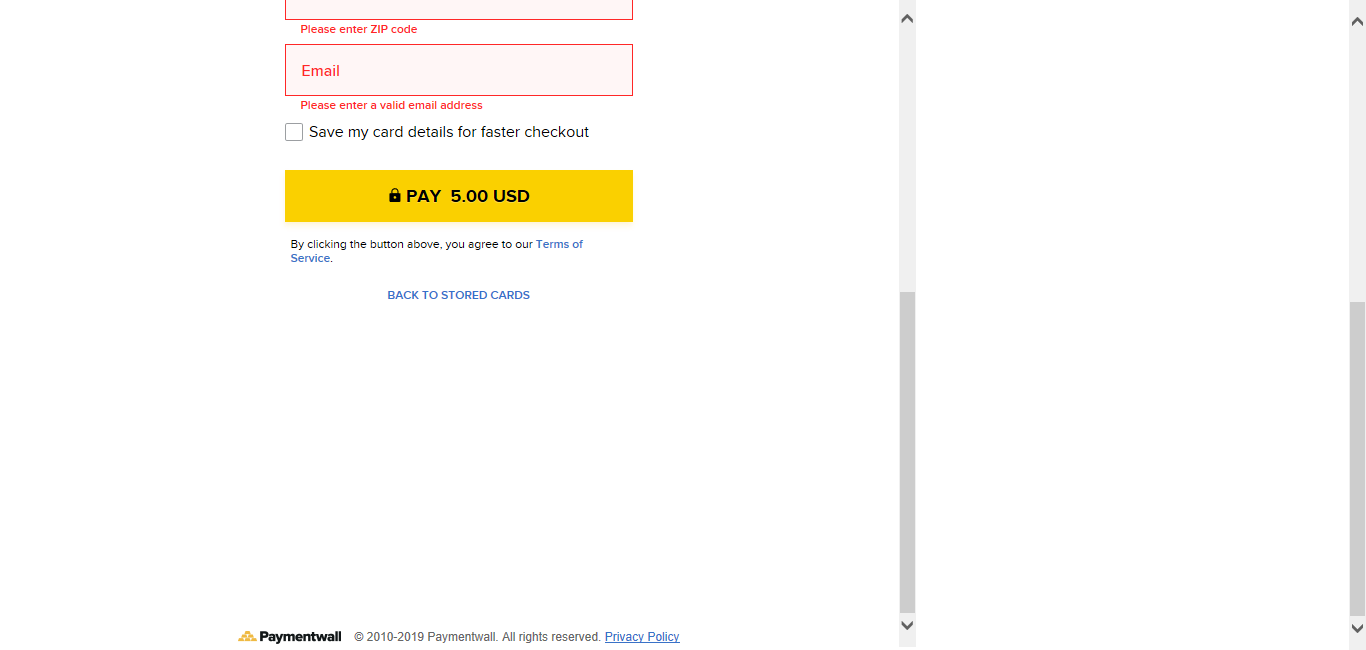 Please enter ZIP code
Email
Please enter a valid email address
Save my card details for faster checkout
PAY 5.00 USD
By clicking the button above, you agree to our Terms of
Service.
BACK TO STORED CARDS
Paymentwall © 2010-2019 Paymentwall. All rights reserved. Privacy Policy